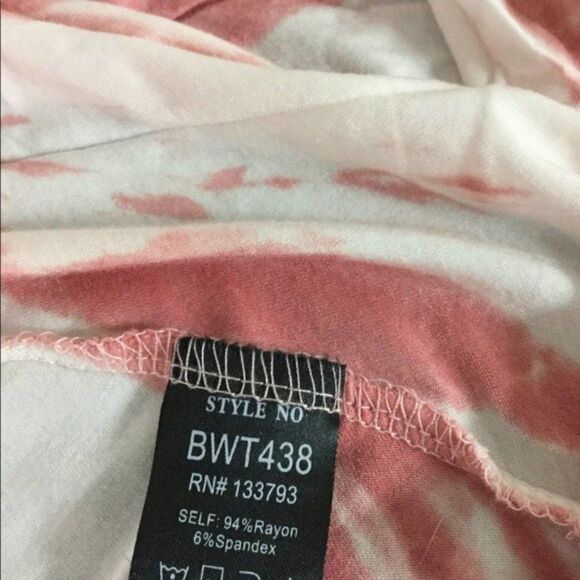 STYLE NO
BWT438
RN# 133793
SELF: 94%Rayon
6%Spandex